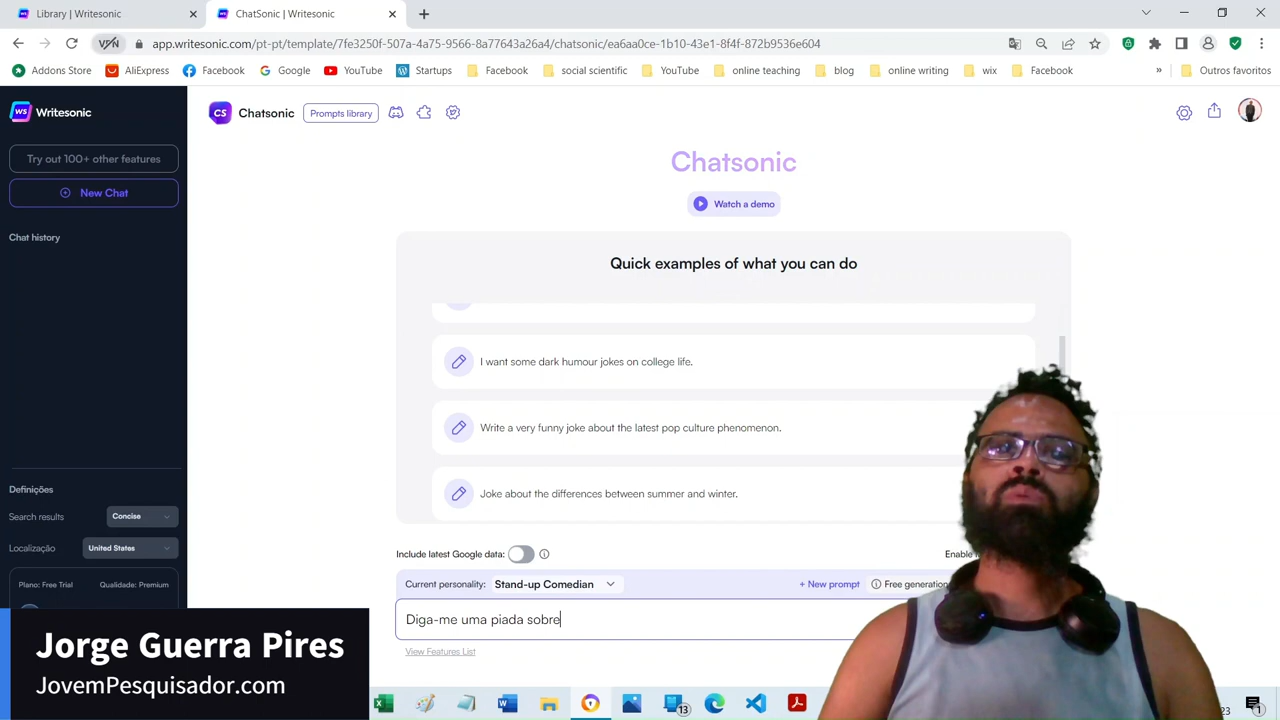 Library | Writesonic
ChatSonic | Writesonic
VPN
app.writesonic.com/pt-pt/template/7fe3250f-507a-4a75-9566-8a77643a26a4/chatsonic/ea6aa0ce-1b10-43e1-8f4f-872b9536e604
Addons Store
AliExpress
Facebook
Google
YouTube
Startups
Facebook
social scientific
YouTube
online teaching
blog
online writing
wix
Facebook
»
Outros favoritos
ws Writesonic
CS Chatsonic
Prompts library
Try out 100+ other features
New Chat
Chat history
Chatsonic
Watch a demo
Quick examples of what you can do
I want some dark humour jokes on college life.
Write a very funny joke about the latest pop culture phenomenon.
Joke about the differences between summer and winter.
Definições
Search results
Concise
Localização
United States
Plano: Free Trial
Qualidade: Premium
Include latest Google data:
Current personality: Stand-up Comedian
+ New prompt
Free generation
Diga-me uma piada sobre
View Features List
Jorge Guerra Pires
JovemPesquisador.com
13
23
1